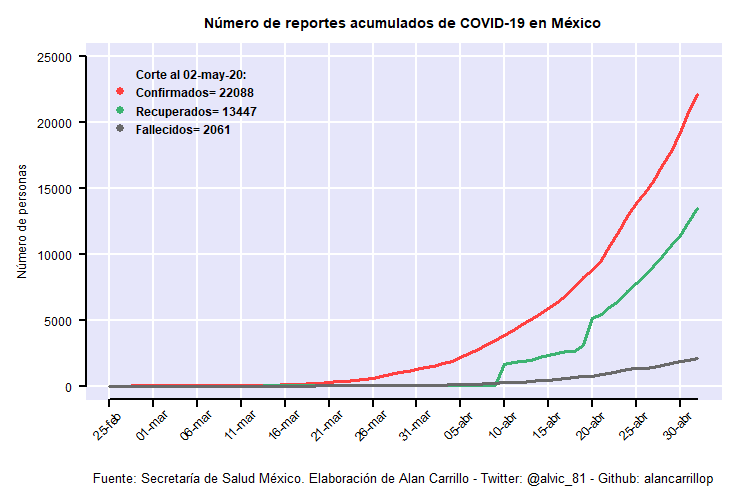 Número de reportes acumulados de COVID-19 en México
Número de personas
25000
20000
15000
10000
5000
0
Corte al 02-may-20:
Confirmados= 22088
Recuperados= 13447
Fallecidos= 2061
25-feb
01-mar
06-mar
11-mar
16-mar
21-mar
26-mar
31-mar
05-abr
10-abr
15-abr
20-abr
25-abr
30-abr
Fuente: Secretaría de Salud México. Elaboración de Alan Carrillo - Twitter: @alvic_81 - Github: alancarrillop